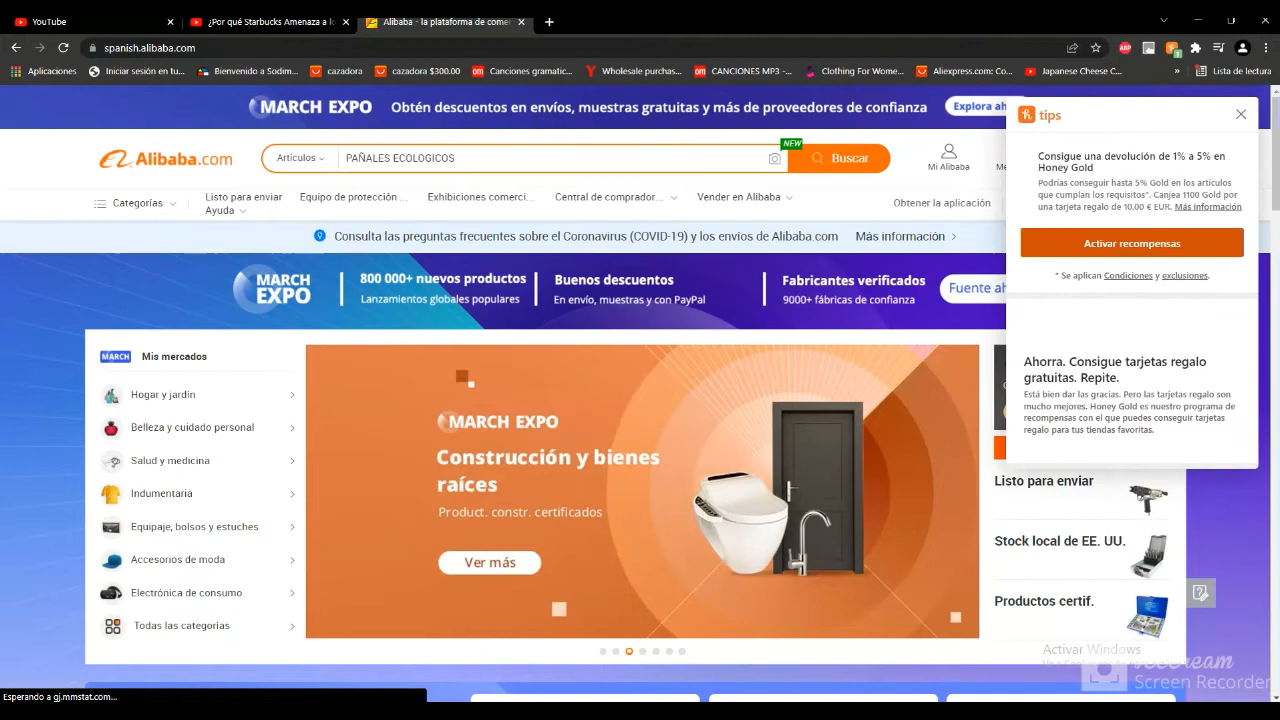 YouTube
¿Por qué Starbucks Amenaza a l
Alibaba - la plataforma de come
spanish.alibaba.com
Aplicaciones
Iniciar sesión en tu...
Bienvenido a Sodim...
cazadora
cazadora $300.00
Canciones gramatic...
Wholesale purchas...
CANCIONES MP3 -...
Clothing For Wome...
Aliexpress.com: Co...
Japanese Cheese C...
»
Lista de lectura
MARCH EXPO
Obtén descuentos en envíos, muestras gratuitas y más de proveedores de confianza
Explora ah
Alibaba.com
Artículos
PAÑALES ECOLOGICOS
NEW
Buscar
Mi Alibaba
Me
Categorías
Listo para enviar
Equipo de protección ...
Exhibiciones comerci...
Central de comprador...
Vender en Alibaba
Obtener la aplicación
Ayuda
Consulta las preguntas frecuentes sobre el Coronavirus (COVID-19) y los envíos de Alibaba.com
Más información
MARCH
EXPO
800 000+ nuevos productos
Lanzamientos globales populares
Buenos descuentos
En envío, muestras y con PayPal
Fabricantes verificados
9000+ fábricas de confianza
Fuente ah
MARCH
Mis mercados
Hogar y jardín
Belleza y cuidado personal
Salud y medicina
Indumentaria
Equipaje, bolsos y estuches
Accesorios de moda
Electrónica de consumo
Todas las categorías
MARCH EXPO
Construcción y bienes
raíces
Product. constr. certificados
Ver más
tips
Consigue una devolución de 1% a 5% en
Honey Gold
Podrías conseguir hasta 5% Gold en los artículos
que cumplan los requisitos*. Canjea 1100 Gold por
una tarjeta regalo de 10,00 € EUR. Más información
Activar recompensas
* Se aplican Condiciones y exclusiones.
Ahorra. Consigue tarjetas regalo
gratuitas. Repite.
Está bien dar las gracias. Pero las tarjetas regalo son
mucho mejores. Honey Gold es nuestro programa de
recompensas con el que puedes conseguir tarjetas
regalo para tus tiendas favoritas.
Listo para enviar
Stock local de EE. UU.
Productos certif.
Activar Windows
Icecream
Screen Recorder
Esperando a gj.mmstat.com...